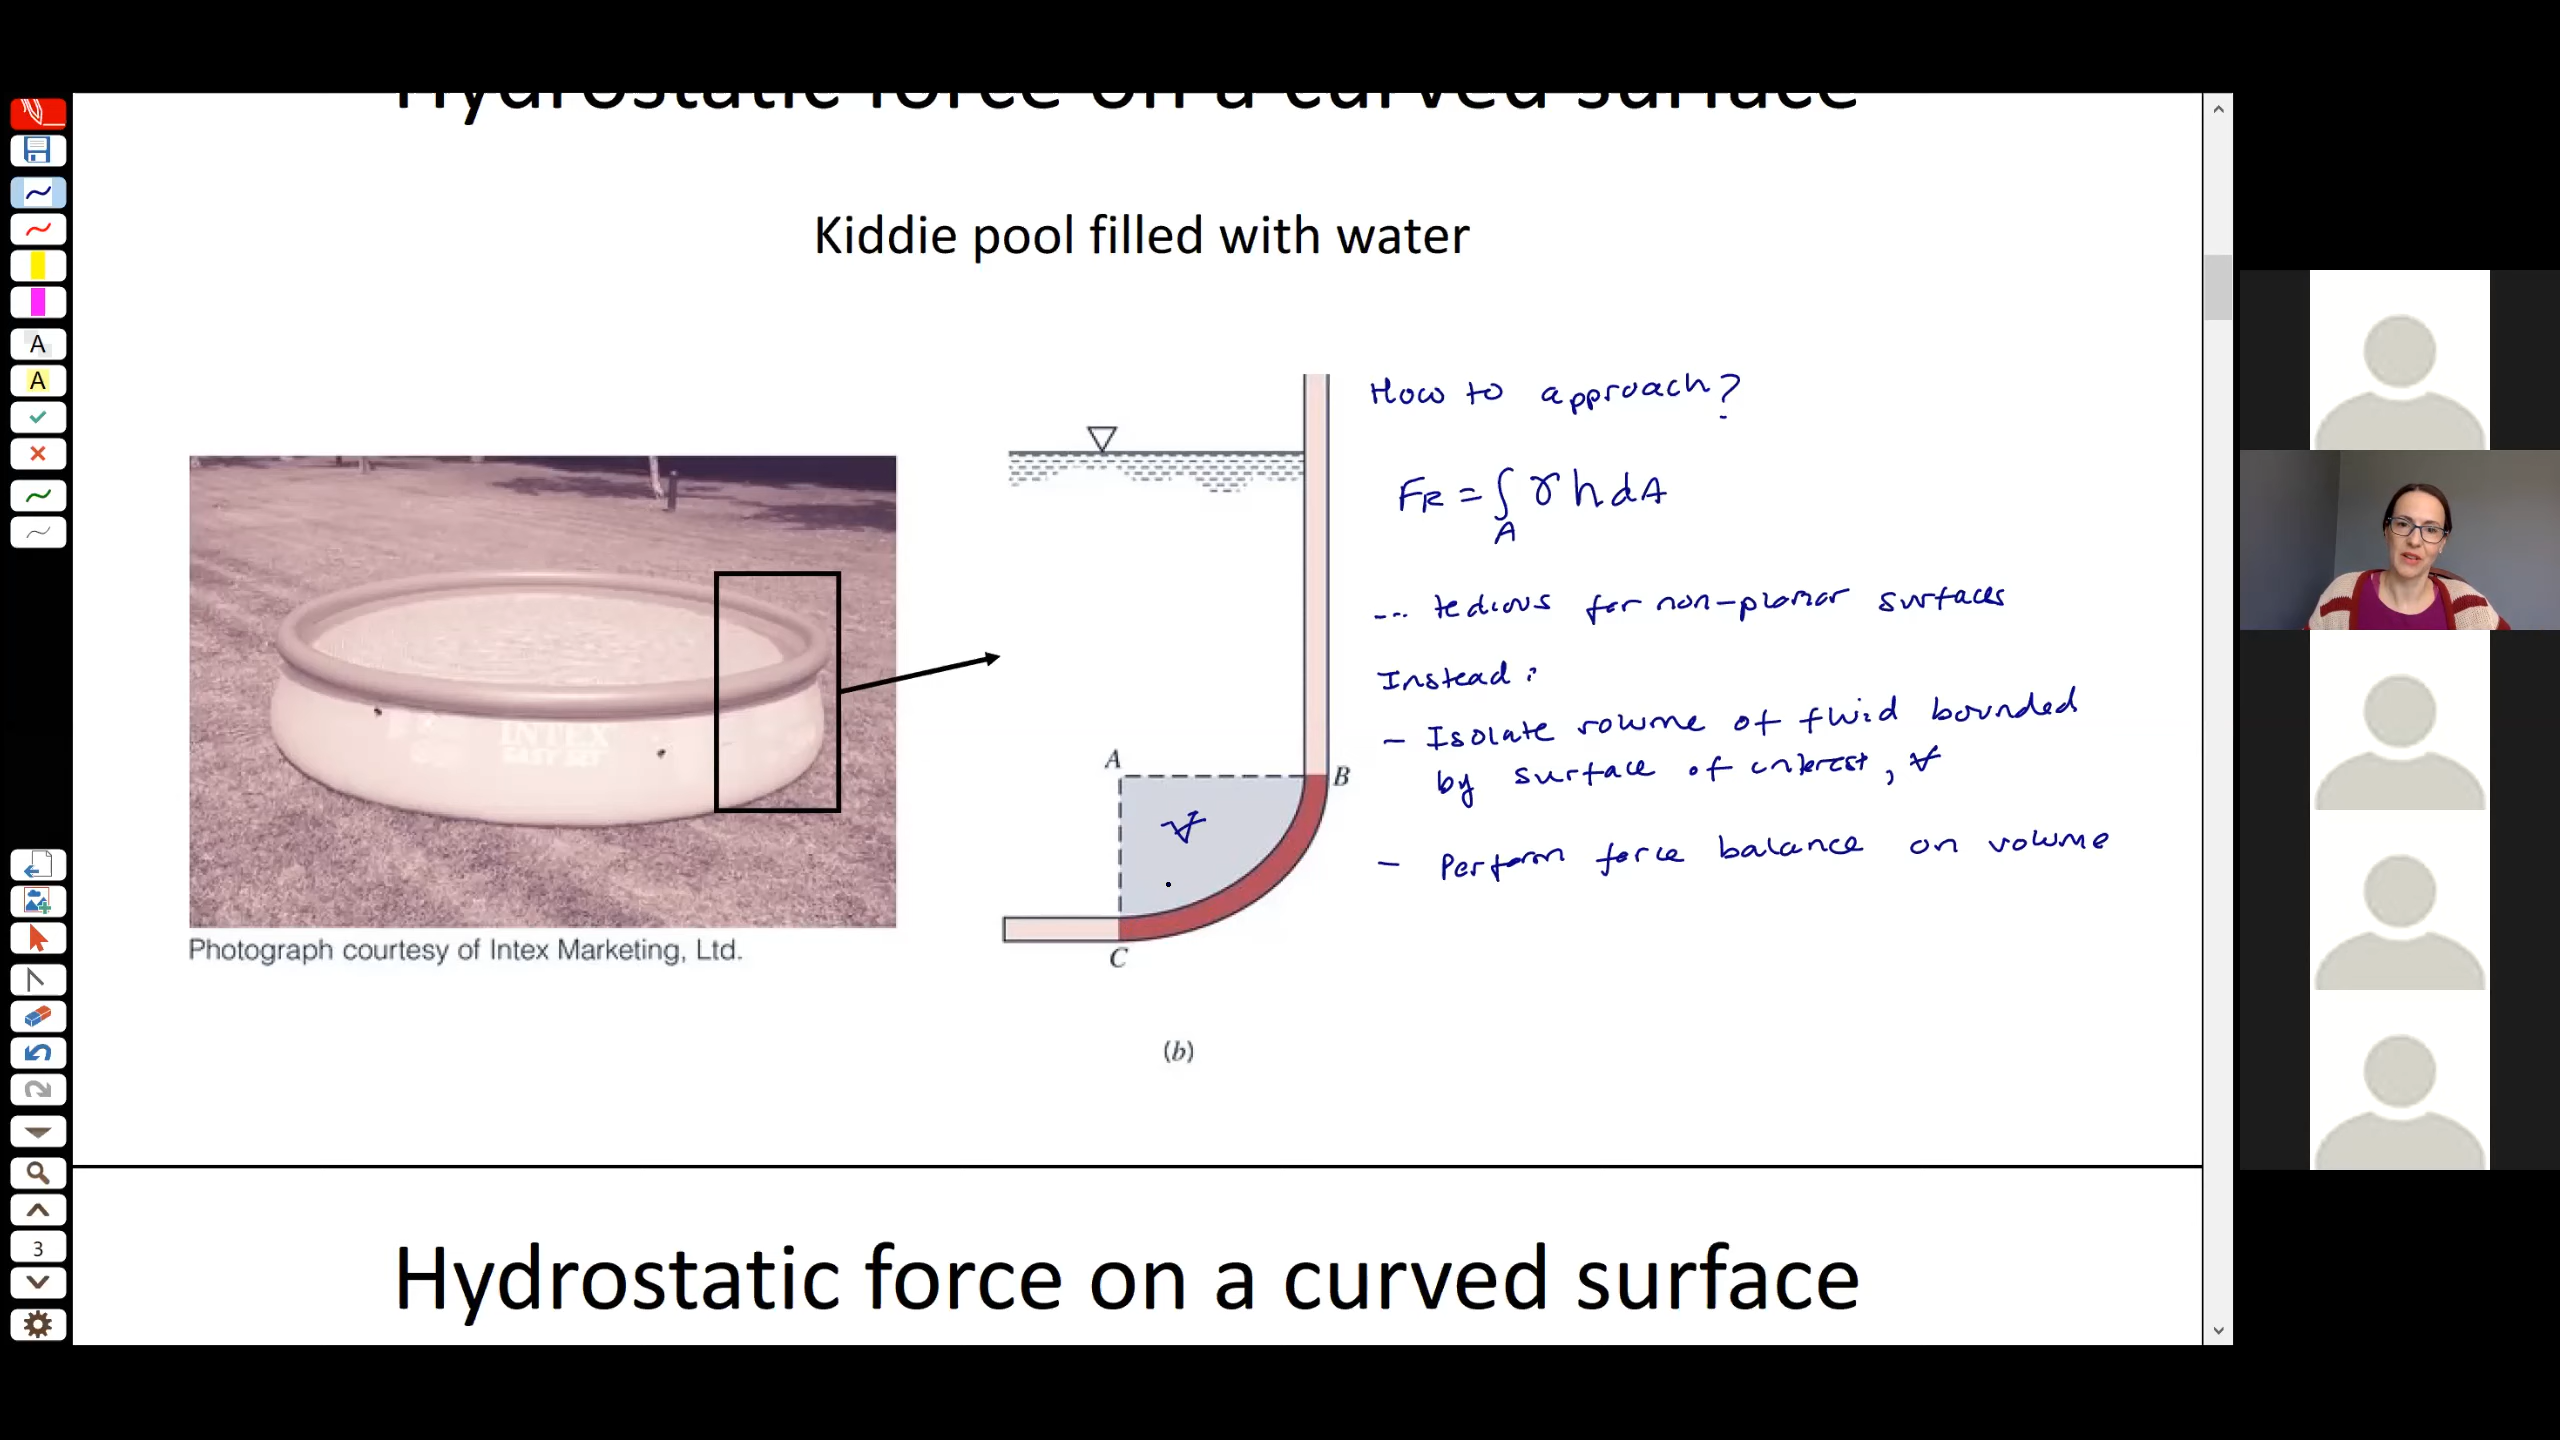 Hydrostatic force on a curved surface
Kiddie pool filled with water
How to approach?
FR = ∫ γ h dA
A
--- tedious for non-planar surfaces
Instead:
- Isolate volume of fluid bounded
by surface of interest, V̶
- Perform force balance on volume
A
B
V̶
C
(b)
INTEX
EASY SET
Photograph courtesy of Intex Marketing, Ltd.
Hydrostatic force on a curved surface
A
A
3